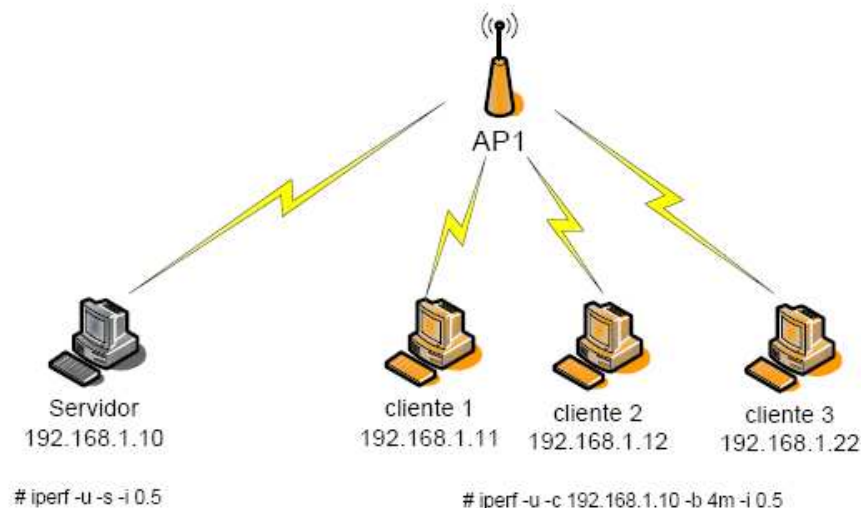 AP1
Servidor
192.168.1.10
cliente 1
192.168.1.11
cliente 2
192.168.1.12
cliente 3
192.168.1.22
# iperf -u -s -i 0.5
# iperf -u -c 192.168.1.10 -b 4m -i 0.5